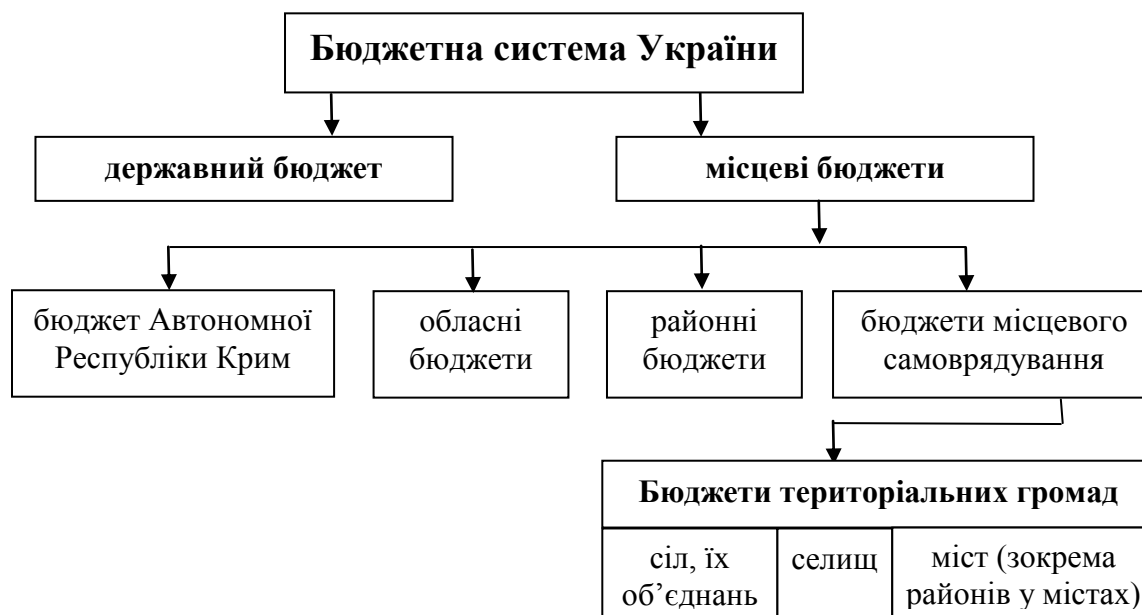 Бюджетна система України
державний бюджет
місцеві бюджети
бюджет Автономної
Республіки Крим
обласні
бюджети
районні
бюджети
бюджети місцевого
самоврядування
Бюджети територіальних громад
сіл, їх
об’єднань
селищ
міст (зокрема
районів у містах)